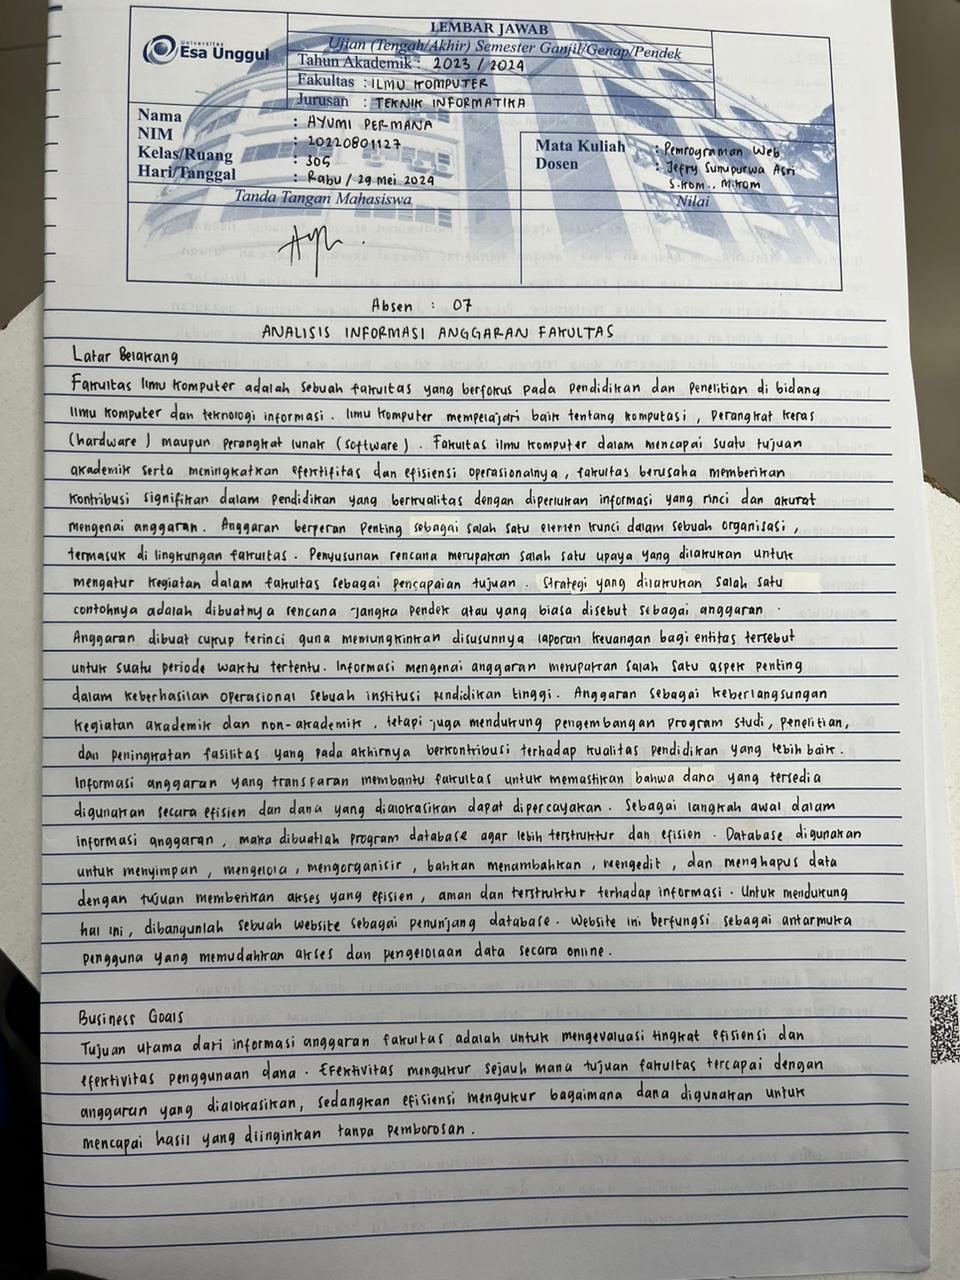 LEMBAR JAWAB
Universitas
Esa Unggul
Ujian (Tengah/Akhir) Semester Ganjil/Genap/Pendek
Tahun Akademik : 2023 / 2024
Fakultas : ILMU KOMPUTER
Jurusan : TEKNIK INFORMATIKA
Nama : AYUMI PERMANA
NIM : 20220801127
Kelas/Ruang : 305
Hari/Tanggal : Rabu / 29 Mei 2024
Mata Kuliah : Pemrograman Web
Dosen : Jefry Sunupurwa Asri
S.Kom., M.Kom
Tanda Tangan Mahasiswa
Nilai
Absen : 07
ANALISIS INFORMASI ANGGARAN FAKULTAS
Latar Belakang
Fakultas Ilmu Komputer adalah sebuah fakultas yang berfokus pada pendidikan dan penelitian di bidang
Ilmu Komputer dan teknologi informasi. Ilmu Komputer mempelajari baik tentang komputasi, perangkat keras
(hardware) maupun perangkat lunak (software). Fakultas ilmu komputer dalam mencapai suatu tujuan
akademik serta meningkatkan efektifitas dan efisiensi operasionalnya, fakultas berusaha memberikan
kontribusi signifikan dalam pendidikan yang berkualitas dengan diperlukan informasi yang rinci dan akurat
mengenai anggaran. Anggaran berperan penting sebagai salah satu elemen kunci dalam sebuah organisasi,
termasuk di lingkungan fakultas. Penyusunan rencana merupakan salah satu upaya yang dilakukan untuk
mengatur kegiatan dalam fakultas sebagai pencapaian tujuan. Strategi yang dilakukan salah satu
contohnya adalah dibuatnya rencana jangka pendek atau yang biasa disebut sebagai anggaran.
Anggaran dibuat cukup terinci guna memungkinkan disusunnya laporan keuangan bagi entitas tersebut
untuk suatu periode waktu tertentu. Informasi mengenai anggaran merupakan salah satu aspek penting
dalam keberhasilan operasional sebuah institusi pendidikan tinggi. Anggaran sebagai keberlangsungan
kegiatan akademik dan non-akademik, tetapi juga mendukung pengembangan program studi, penelitian,
dan peningkatan fasilitas yang pada akhirnya berkontribusi terhadap kualitas pendidikan yang lebih baik.
Informasi anggaran yang transparan membantu fakultas untuk memastikan bahwa dana yang tersedia
digunakan secara efisien dan dana yang dialokasikan dapat dipercayakan. Sebagai langkah awal dalam
informasi anggaran, maka dibuatlah program database agar lebih terstruktur dan efisien. Database digunakan
untuk menyimpan, mengelola, mengorganisir, bahkan menambahkan, mengedit, dan menghapus data
dengan tujuan memberikan akses yang efisien, aman dan terstruktur terhadap informasi. Untuk mendukung
hal ini, dibangunlah sebuah website sebagai penunjang database. Website ini berfungsi sebagai antarmuka
pengguna yang memudahkan akses dan pengelolaan data secara online.
Business Goals
Tujuan utama dari informasi anggaran fakultas adalah untuk mengevaluasi tingkat efisiensi dan
efektivitas penggunaan dana. Efektivitas mengukur sejauh mana tujuan fakultas tercapai dengan
anggaran yang dialokasikan, sedangkan efisiensi mengukur bagaimana dana digunakan untuk
mencapai hasil yang diinginkan tanpa pemborosan.